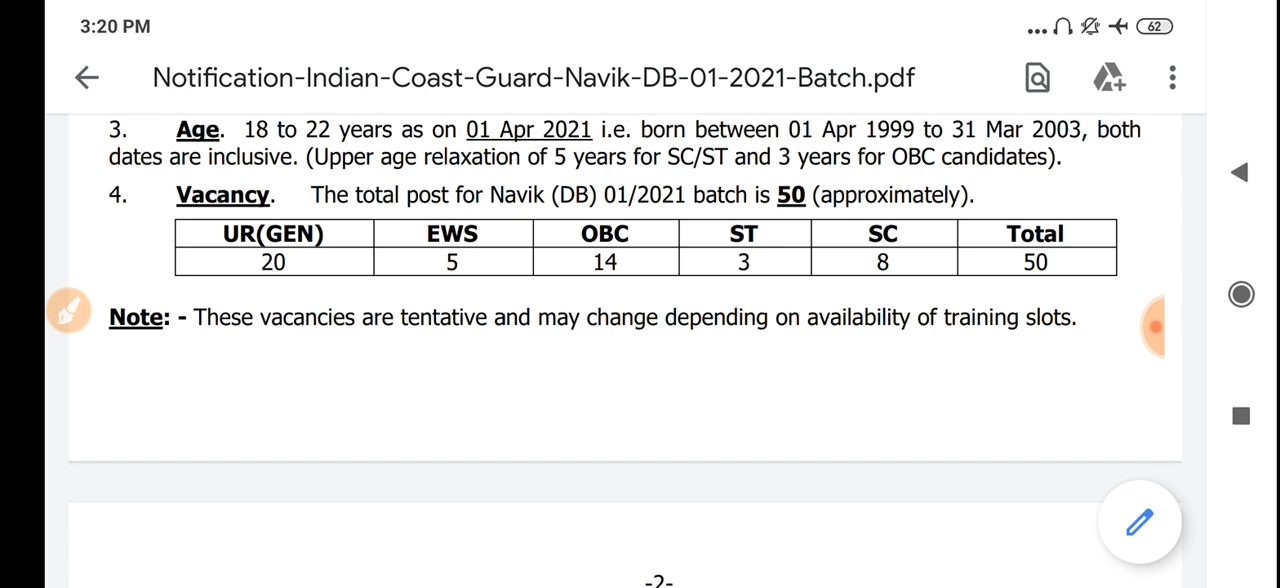 3:20 PM
62
Notification-Indian-Coast-Guard-Navik-DB-01-2021-Batch.pdf
3. Age. 18 to 22 years as on 01 Apr 2021 i.e. born between 01 Apr 1999 to 31 Mar 2003, both
dates are inclusive. (Upper age relaxation of 5 years for SC/ST and 3 years for OBC candidates).
4. Vacancy. The total post for Navik (DB) 01/2021 batch is 50 (approximately).
UR(GEN) EWS OBC ST SC Total
20 5 14 3 8 50
Note: - These vacancies are tentative and may change depending on availability of training slots.
-2-